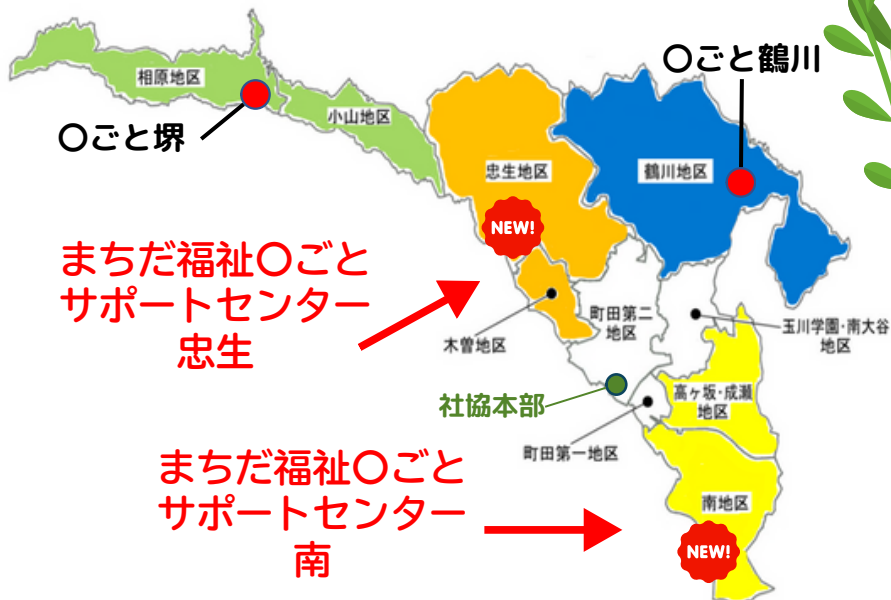 〇ごと鶴川
相原地区
小山地区
〇ごと堺
忠生地区
鶴川地区
NEW!
まちだ福祉〇ごと
サポートセンター
忠生
町田第二
地区
木曽地区
玉川学園・南大谷
地区
社協本部
高ヶ坂・成瀬
地区
町田第一地区
まちだ福祉〇ごと
サポートセンター
南
南地区
NEW!